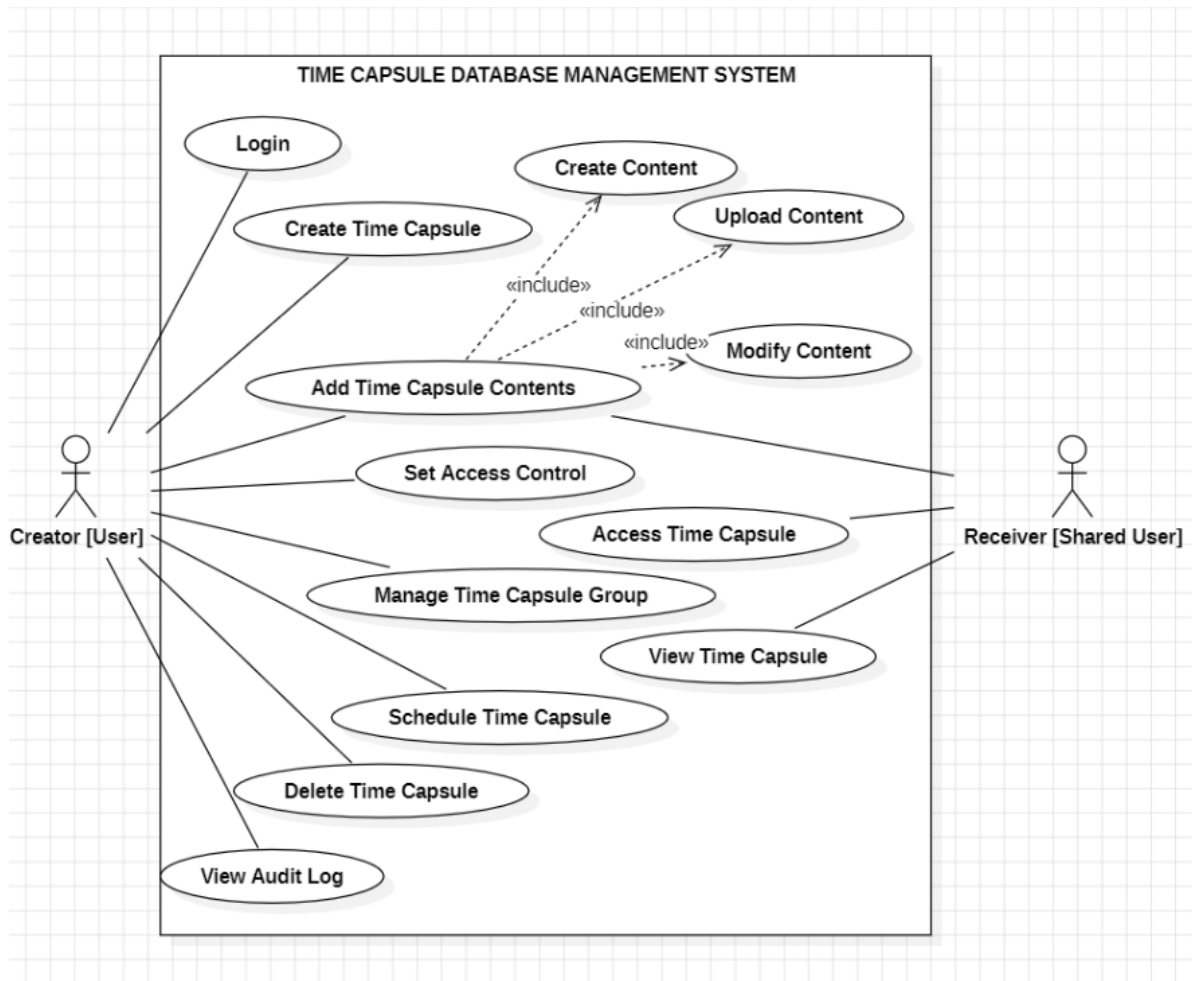 TIME CAPSULE DATABASE MANAGEMENT SYSTEM
Login
Create Content
Upload Content
Create Time Capsule
«include»
«include»
«include»
Modify Content
Add Time Capsule Contents
Set Access Control
Access Time Capsule
Creator [User]
Receiver [Shared User]
Manage Time Capsule Group
View Time Capsule
Schedule Time Capsule
Delete Time Capsule
View Audit Log